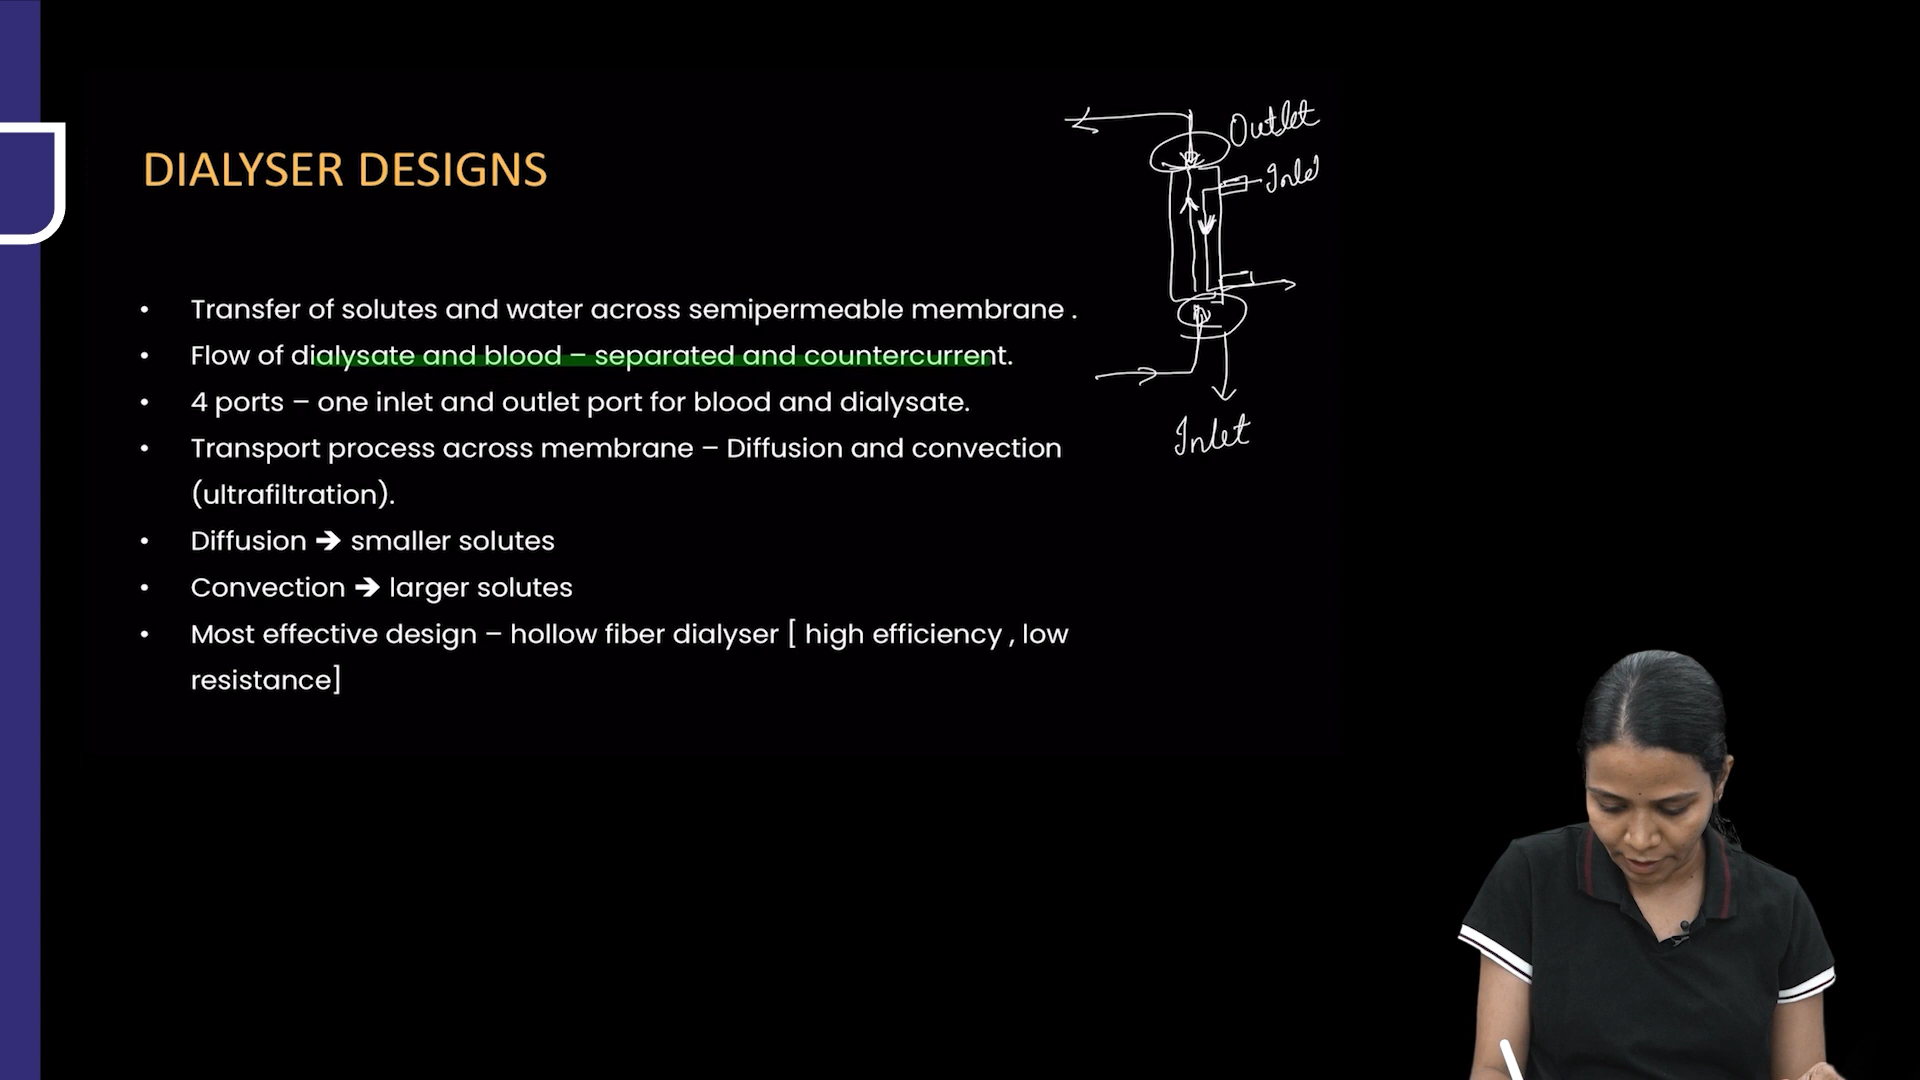 DIALYSER DESIGNS
• Transfer of solutes and water across semipermeable membrane .
• Flow of dialysate and blood – separated and countercurrent.
• 4 ports – one inlet and outlet port for blood and dialysate.
• Transport process across membrane – Diffusion and convection
(ultrafiltration).
• Diffusion → smaller solutes
• Convection → larger solutes
• Most effective design – hollow fiber dialyser [ high efficiency , low
resistance]
Outlet
Inlet